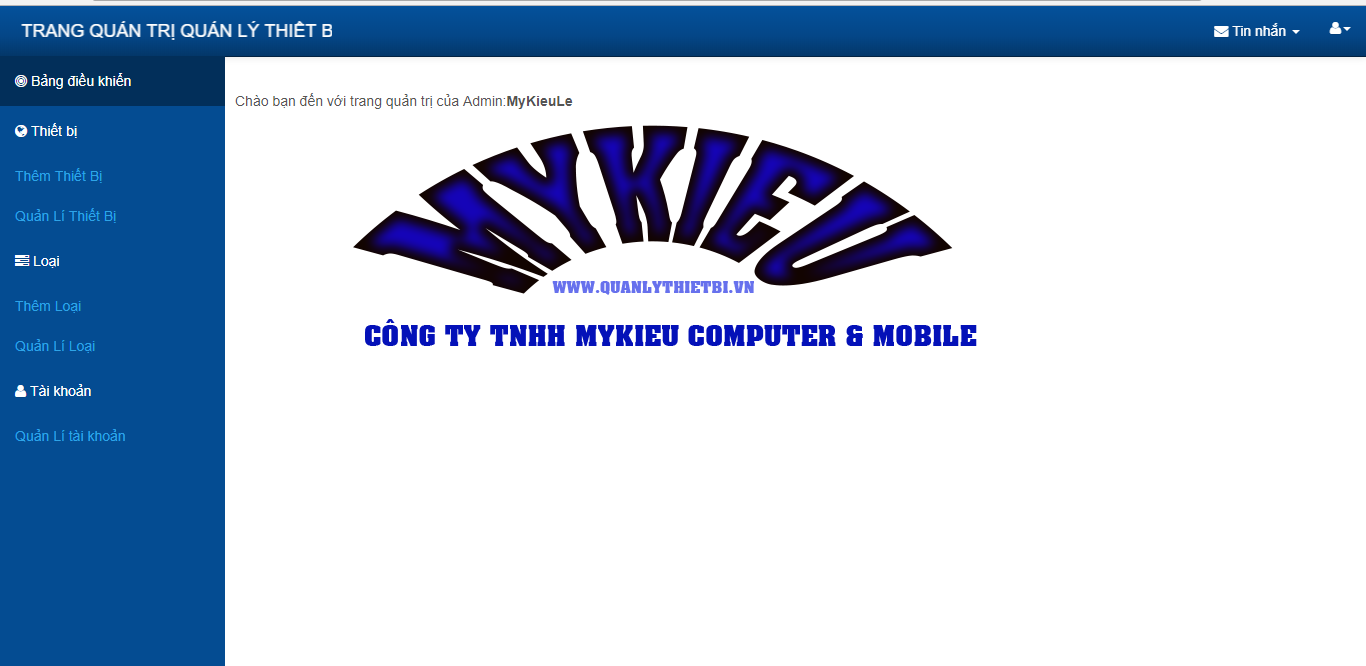 TRANG QUẢN TRỊ QUẢN LÝ THIẾT B
Tin nhắn
Bảng điều khiển
Thiết bị
Thêm Thiết Bị
Quản Lí Thiết Bị
Loại
Thêm Loại
Quản Lí Loại
Tài khoản
Quản Lí tài khoản
Chào bạn đến với trang quản trị của Admin:MyKieuLe
MYKIEU
WWW.QUANLYTHIETBI.VN
CÔNG TY TNHH MYKIEU COMPUTER & MOBILE